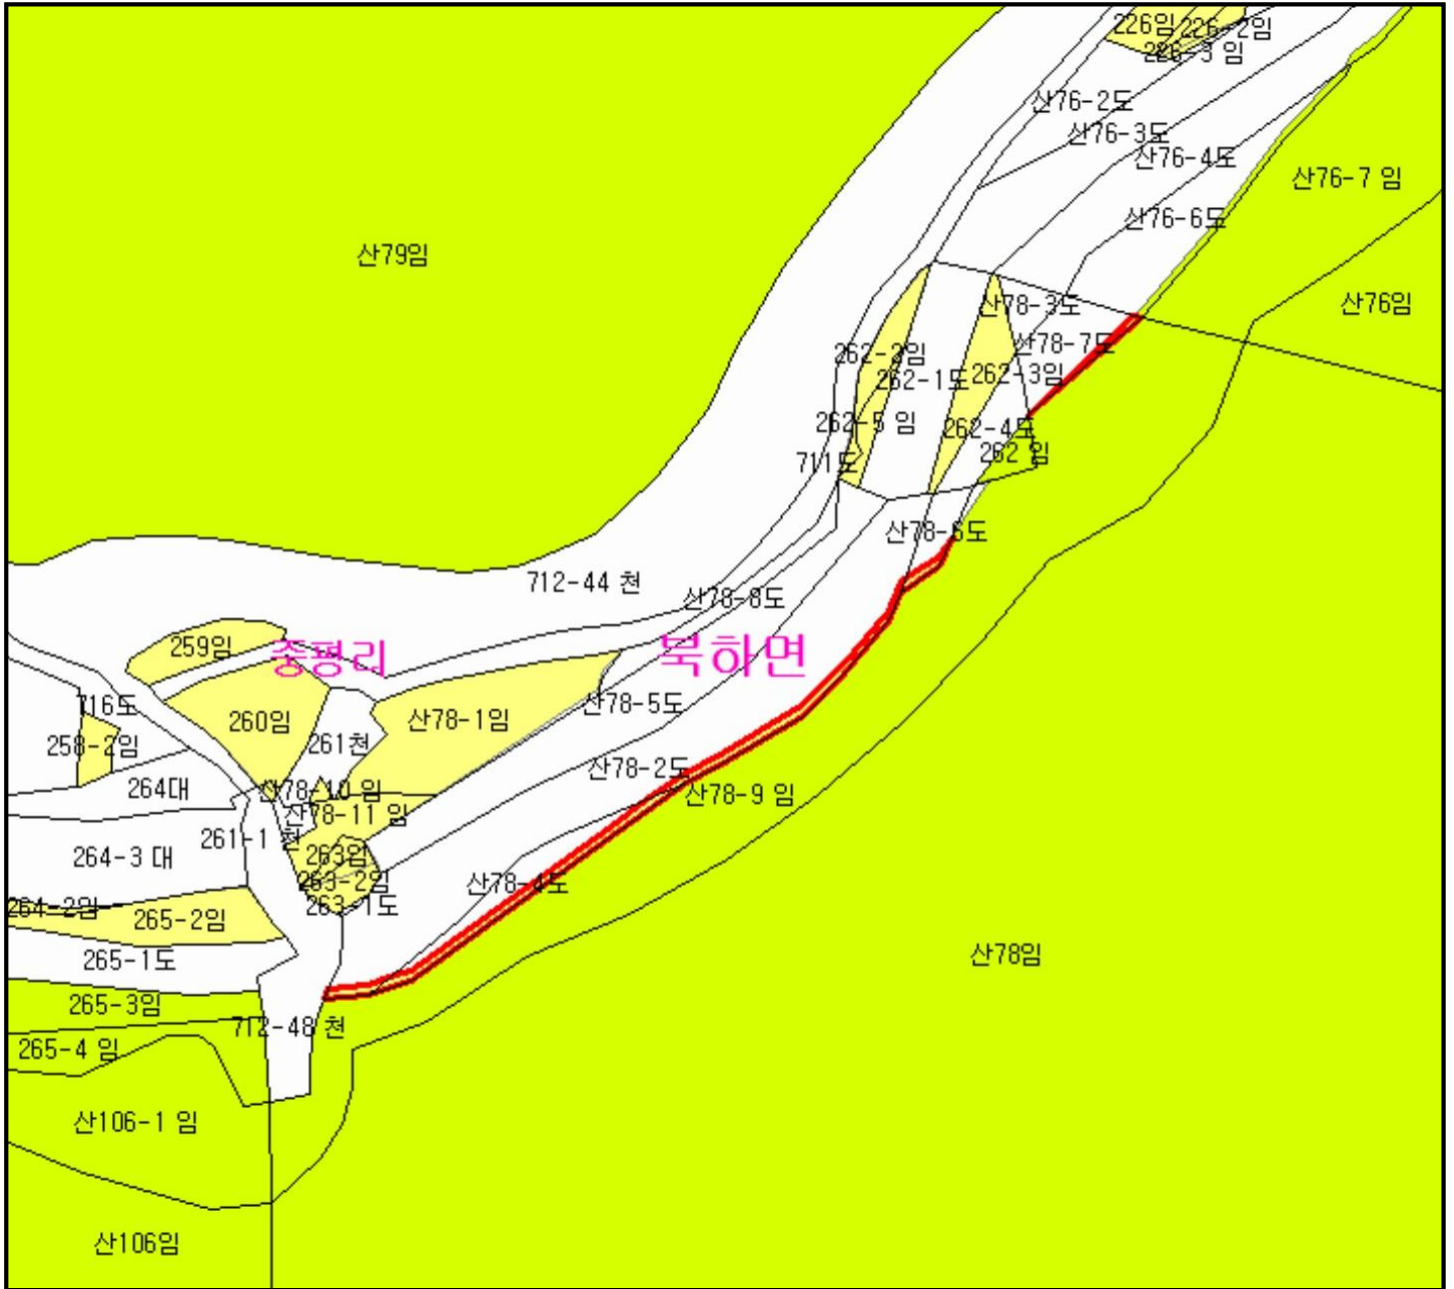 226임
226-2임
226-3 임
산76-2도
산76-3도
산76-4도
산76-7 임
산76-6도
산79임
산76임
산78-3도
산78-7도
262-2임
262-1도
262-3임
262-5 임
262-4도
262 임
711도
산78-6도
712-44 천
산78-8도
259임
중평리
북하면
716도
산78-5도
260임
산78-1임
258-2임
261천
산78-2도
264대
산78-10 임
산78-9 임
산78-11 임
261-1 천
264-3 대
263임
263-2임
산78-4도
263-1도
264-2임
265-2임
산78임
265-1도
265-3임
712-48 천
265-4 임
산106-1 임
산106임